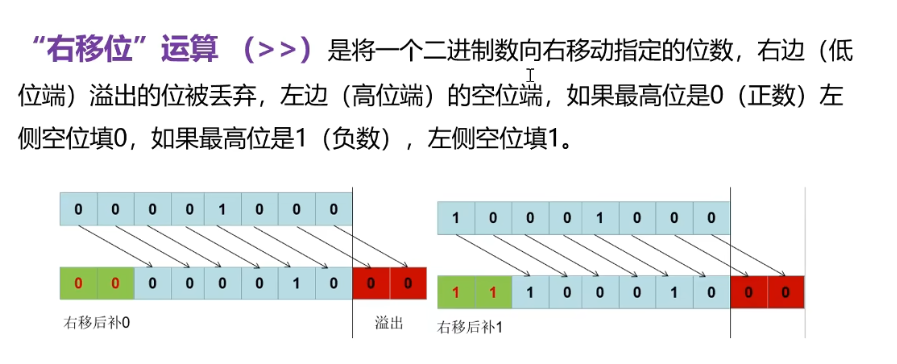 “右移位”运算 （>>）是将一个二进制数向右移动指定的位数，右边（低
位端）溢出的位被丢弃，左边（高位端）的空位端，如果最高位是0（正数）左
侧空位填0，如果最高位是1（负数），左侧空位填1。
0 0 0 0 1 0 0 0
1 0 0 0 1 0 0 0
0 0 0 0 0 0 1 0 0 0
1 1 1 0 0 0 1 0 0 0
右移后补0 溢出
右移后补1